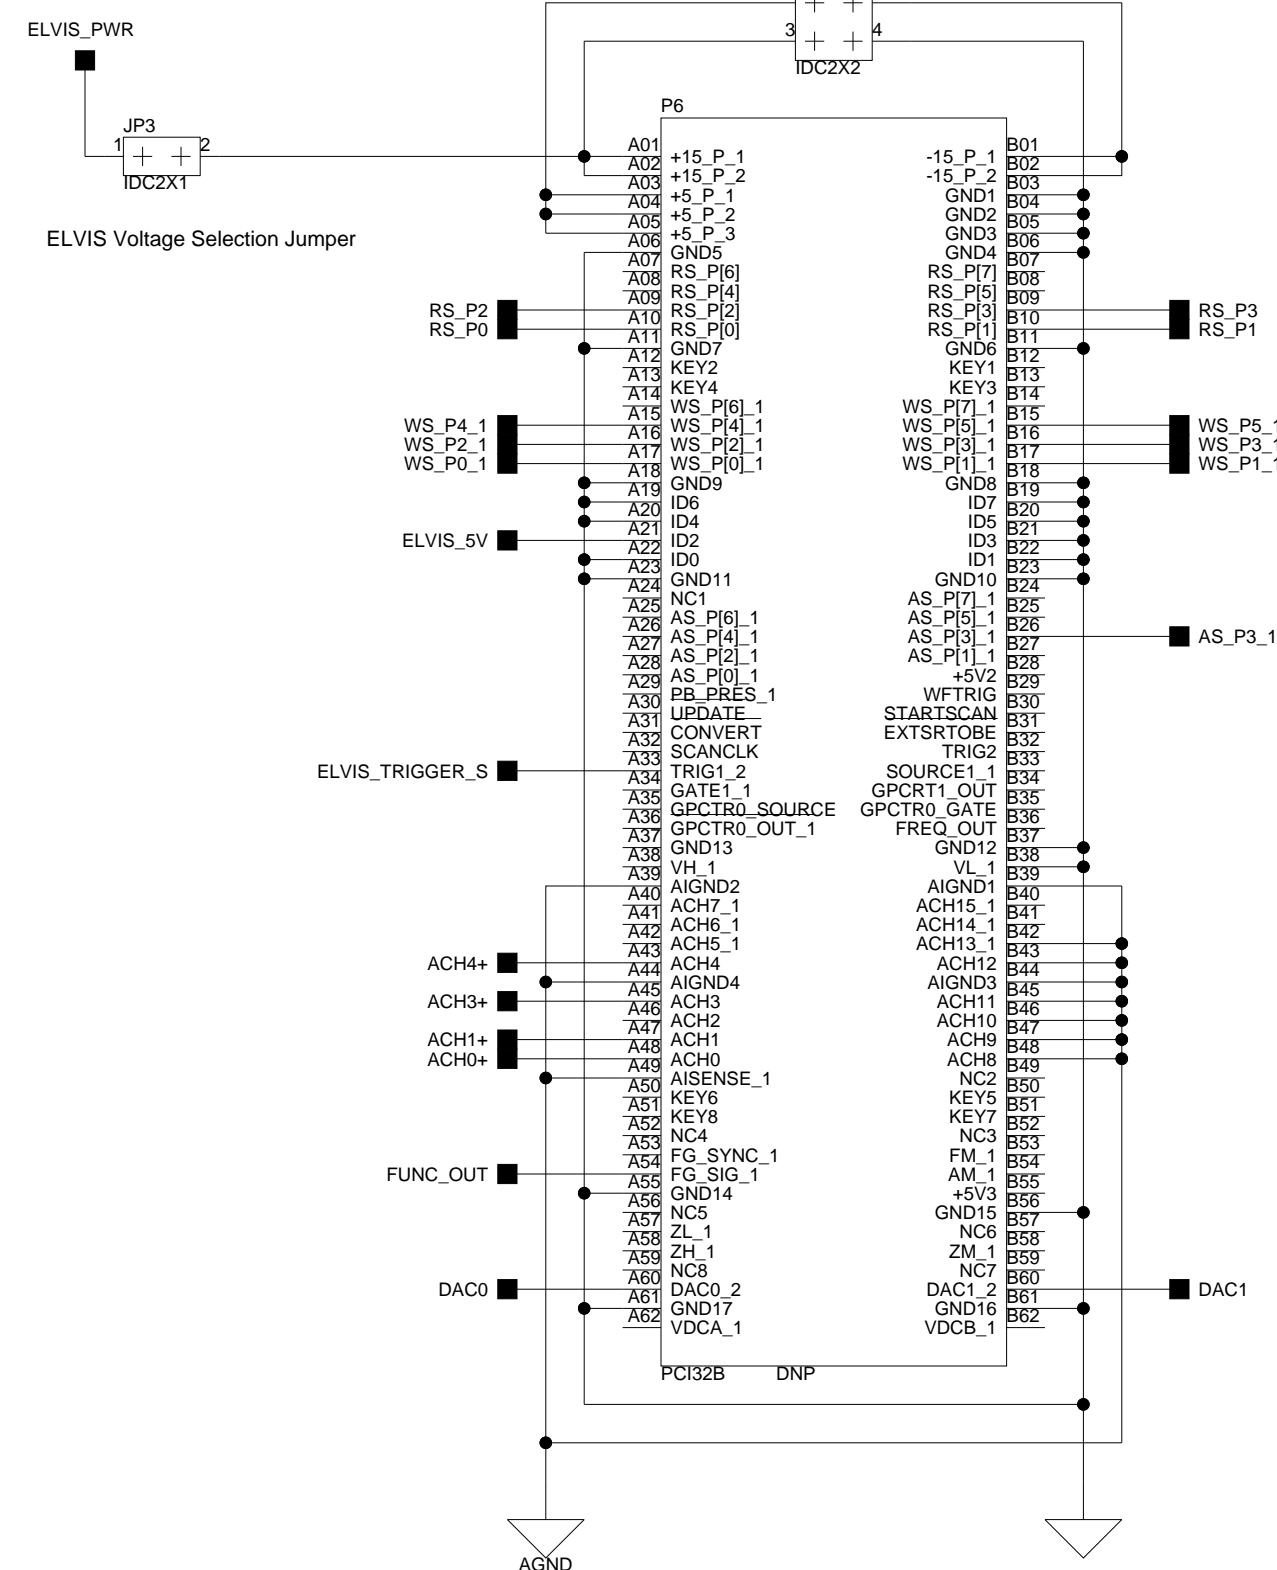 ELVIS_PWR
3 4
IDC2X2
P6
JP3
1 2
IDC2X1
ELVIS Voltage Selection Jumper
A01 +15_P_1 -15_P_1 B01
A02 +15_P_2 -15_P_2 B02
A03 +5_P_1 GND1 B03
A04 +5_P_2 GND2 B04
A05 +5_P_3 GND3 B05
A06 GND5 GND4 B06
A07 RS_P[6] RS_P[7] B07
A08 RS_P[4] RS_P[5] B08
RS_P2 A09 RS_P[2] RS_P[3] B09 RS_P3
RS_P0 A10 RS_P[0] RS_P[1] B10 RS_P1
A11 GND7 GND6 B11
A12 KEY2 KEY1 B12
A13 KEY4 KEY3 B13
A14 WS_P[6]_1 WS_P[7]_1 B14
WS_P4_1 A15 WS_P[4]_1 WS_P[5]_1 B15 WS_P5_1
WS_P2_1 A16 WS_P[2]_1 WS_P[3]_1 B16 WS_P3_1
WS_P0_1 A17 WS_P[0]_1 WS_P[1]_1 B17 WS_P1_1
A18 GND9 GND8 B18
A19 ID6 ID7 B19
A20 ID4 ID5 B20
ELVIS_5V A21 ID2 ID3 B21
A22 ID0 ID1 B22
A23 GND11 GND10 B23
A24 NC1 AS_P[7]_1 B24
A25 AS_P[6]_1 AS_P[5]_1 B25
A26 AS_P[4]_1 AS_P[3]_1 B26 AS_P3_1
A27 AS_P[2]_1 AS_P[1]_1 B27
A28 AS_P[0]_1 +5V2 B28
A29 PB_PRES_1 WFTRIG B29
A30 UPDATE STARTSCAN B30
A31 CONVERT EXTSRTOBE B31
A32 SCANCLK TRIG2 B32
ELVIS_TRIGGER_S A33 TRIG1_2 SOURCE1_1 B33
A34 GATE1_1 GPCRT1_OUT B34
A35 GPCTR0_SOURCE GPCTR0_GATE B35
A36 GPCTR0_OUT_1 FREQ_OUT B36
A37 GND13 GND12 B37
A38 VH_1 VL_1 B38
A39 AIGND2 AIGND1 B39
A40 ACH7_1 ACH15_1 B40
A41 ACH6_1 ACH14_1 B41
A42 ACH5_1 ACH13_1 B42
ACH4+ A43 ACH4 ACH12 B43
A44 AIGND4 AIGND3 B44
ACH3+ A45 ACH3 ACH11 B45
A46 ACH2 ACH10 B46
ACH1+ A47 ACH1 ACH9 B47
ACH0+ A48 ACH0 ACH8 B48
A49 AISENSE_1 NC2 B49
A50 KEY6 KEY5 B50
A51 KEY8 KEY7 B51
A52 NC4 NC3 B52
A53 FG_SYNC_1 FM_1 B53
FUNC_OUT A54 FG_SIG_1 AM_1 B54
A55 GND14 +5V3 B55
A56 NC5 GND15 B56
A57 ZL_1 NC6 B57
A58 ZH_1 ZM_1 B58
A59 NC8 NC7 B59
DAC0 A60 DAC0_2 DAC1_2 B60 DAC1
A61 GND17 GND16 B61
A62 VDCA_1 VDCB_1 B62
PCI32B DNP
AGND